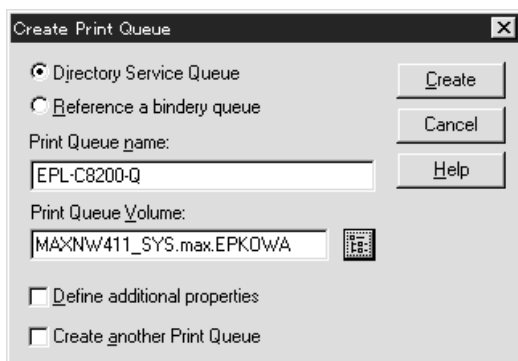 Create Print Queue
Directory Service Queue
Reference a bindery queue
Print Queue name:
EPL-C8200-Q
Print Queue Volume:
MAXNW411_SYS.max.EPKOWA
Define additional properties
Create another Print Queue
Create
Cancel
Help